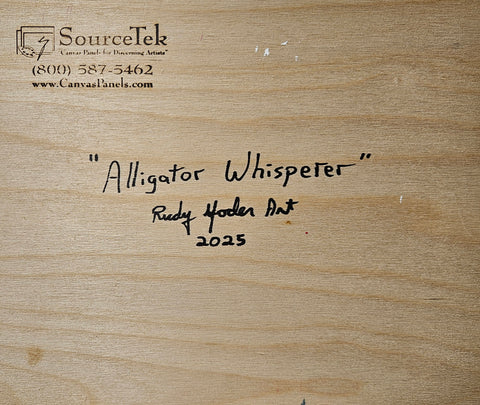 SourceTek
"Canvas Panels for Discerning Artists"
(800) 587-5462
www.CanvasPanels.com
"Alligator Whisperer"
Rudy Yoder Art
2025